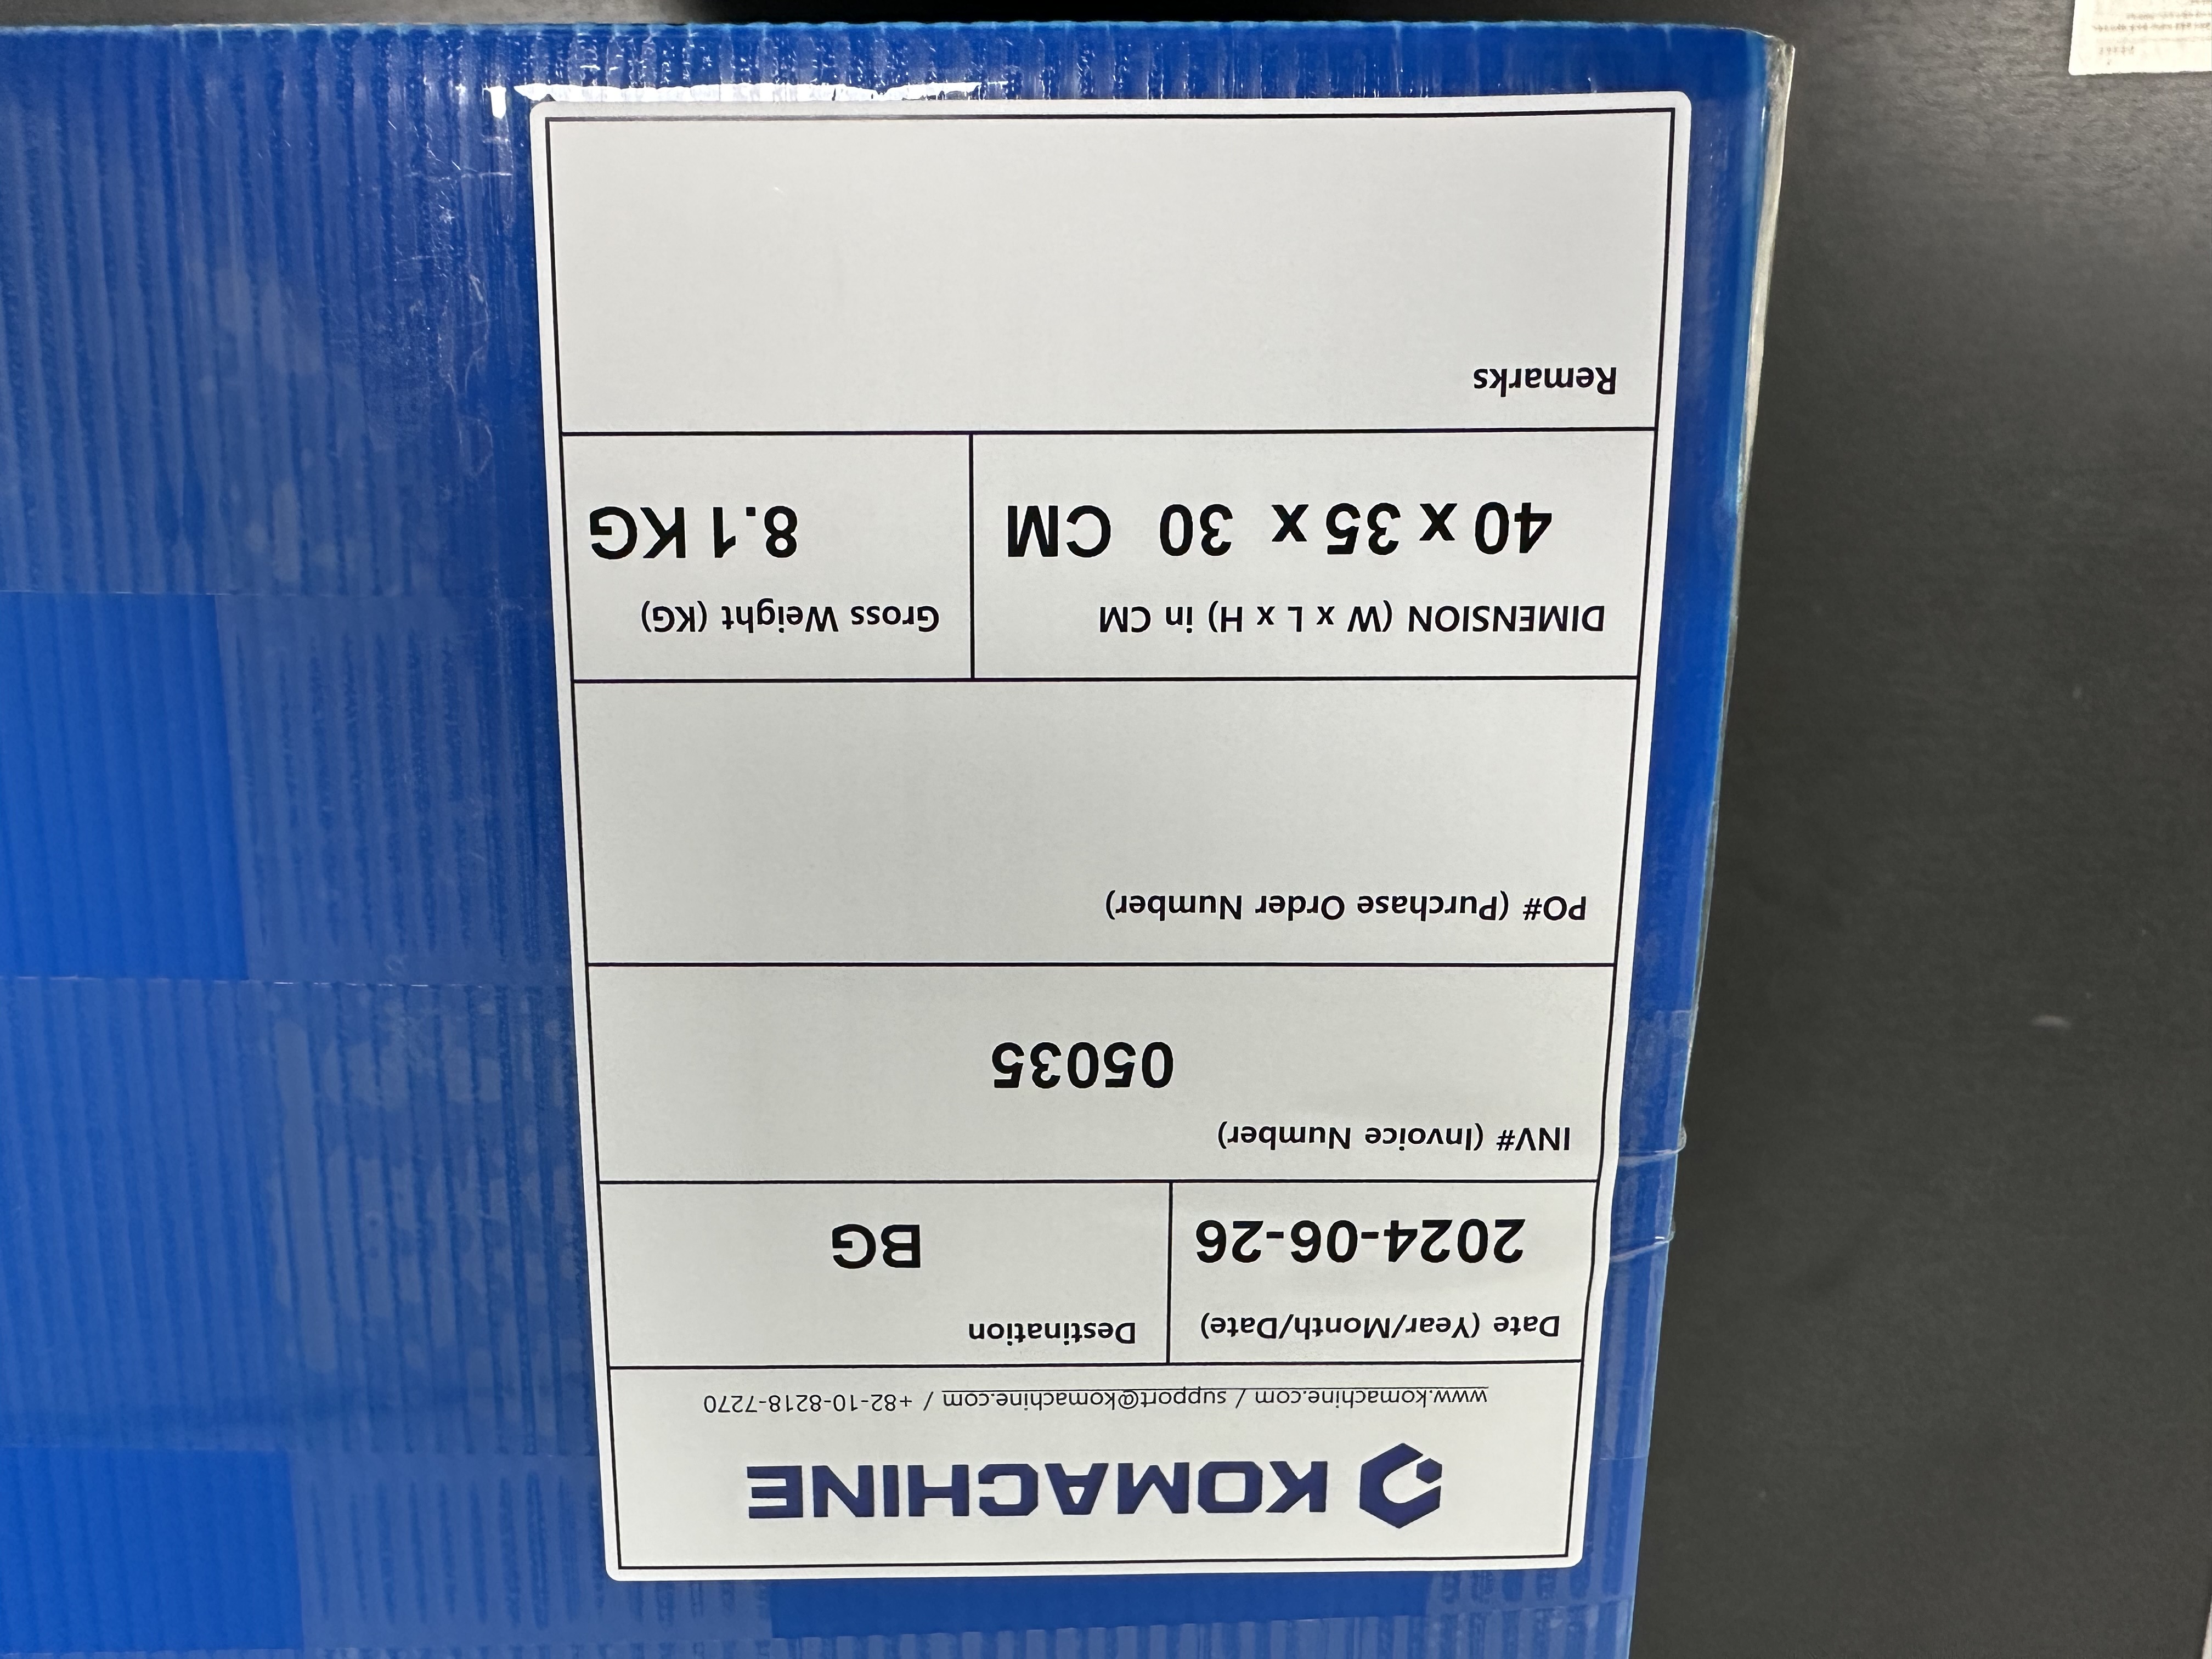 KOMACHINE
www.komachine.com / support@komachine.com / +82-10-8218-7270
Date (Year/Month/Date)
2024-06-26
Destination
BG
INV# (Invoice Number)
05035
PO# (Purchase Order Number)
DIMENSION (W x L x H) in CM
40 x 35 x 30 CM
Gross Weight (KG)
8.1 KG
Remarks